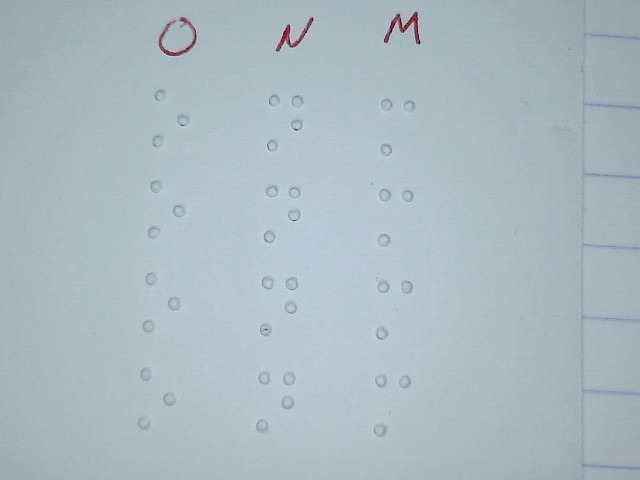 O N M
⠕ ⠝ ⠍
⠕ ⠝ ⠍
⠕ ⠝ ⠍
⠕ ⠝ ⠍